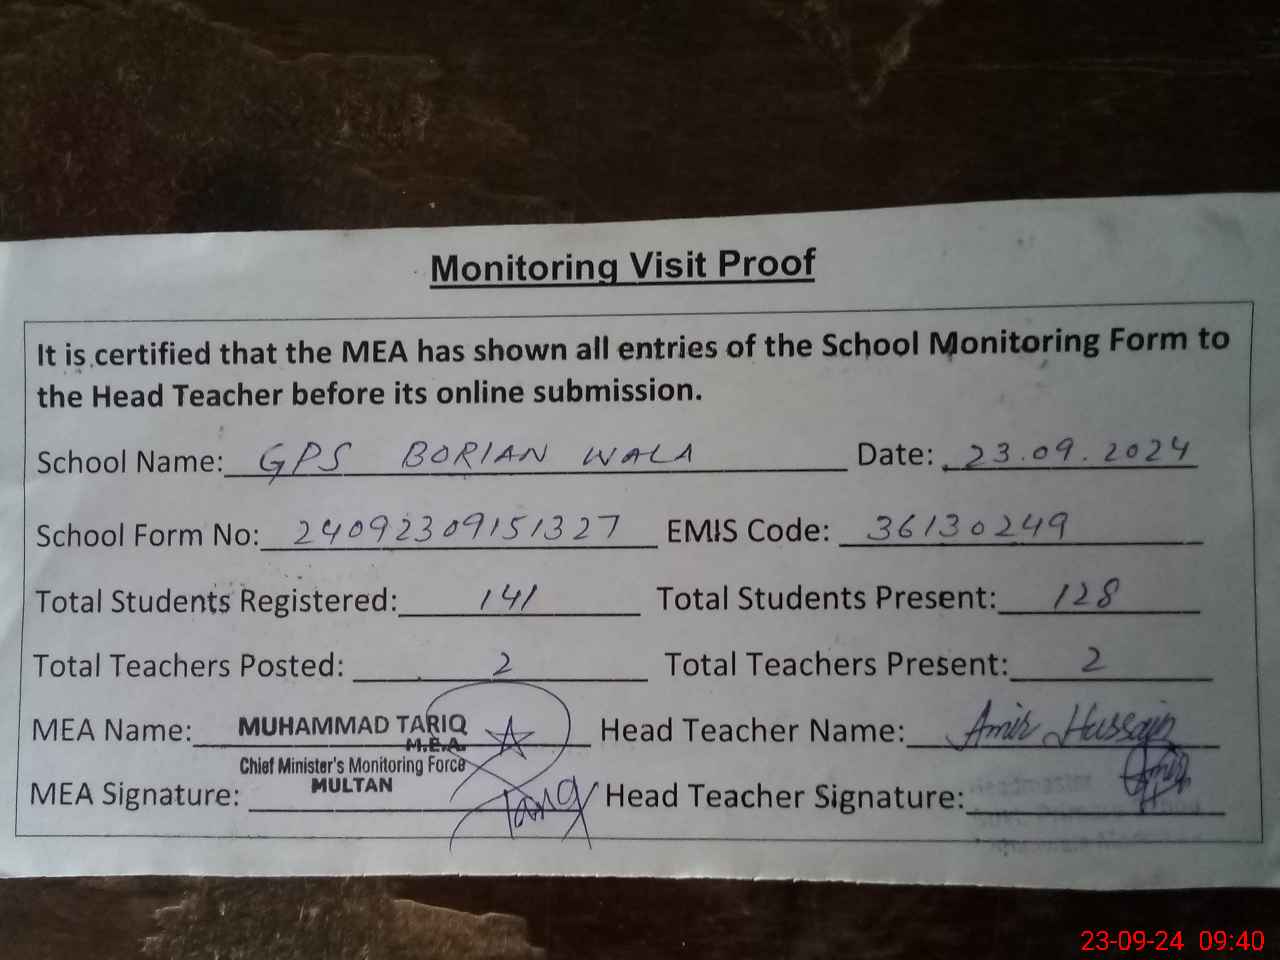 Monitoring Visit Proof
It is certified that the MEA has shown all entries of the School Monitoring Form to
the Head Teacher before its online submission.
School Name: GPS BORIAN WALA Date: 23.09.2024
School Form No: 24092309151327 EMIS Code: 36130249
Total Students Registered: 141 Total Students Present: 128
Total Teachers Posted: 2 Total Teachers Present: 2
MEA Name: MUHAMMAD TARIQ Head Teacher Name: Amir Hussain
M.E.A.
Chief Minister's Monitoring Force
MULTAN
MEA Signature: Tariq Head Teacher Signature: Amir
Headmaster
23-09-24 09:40